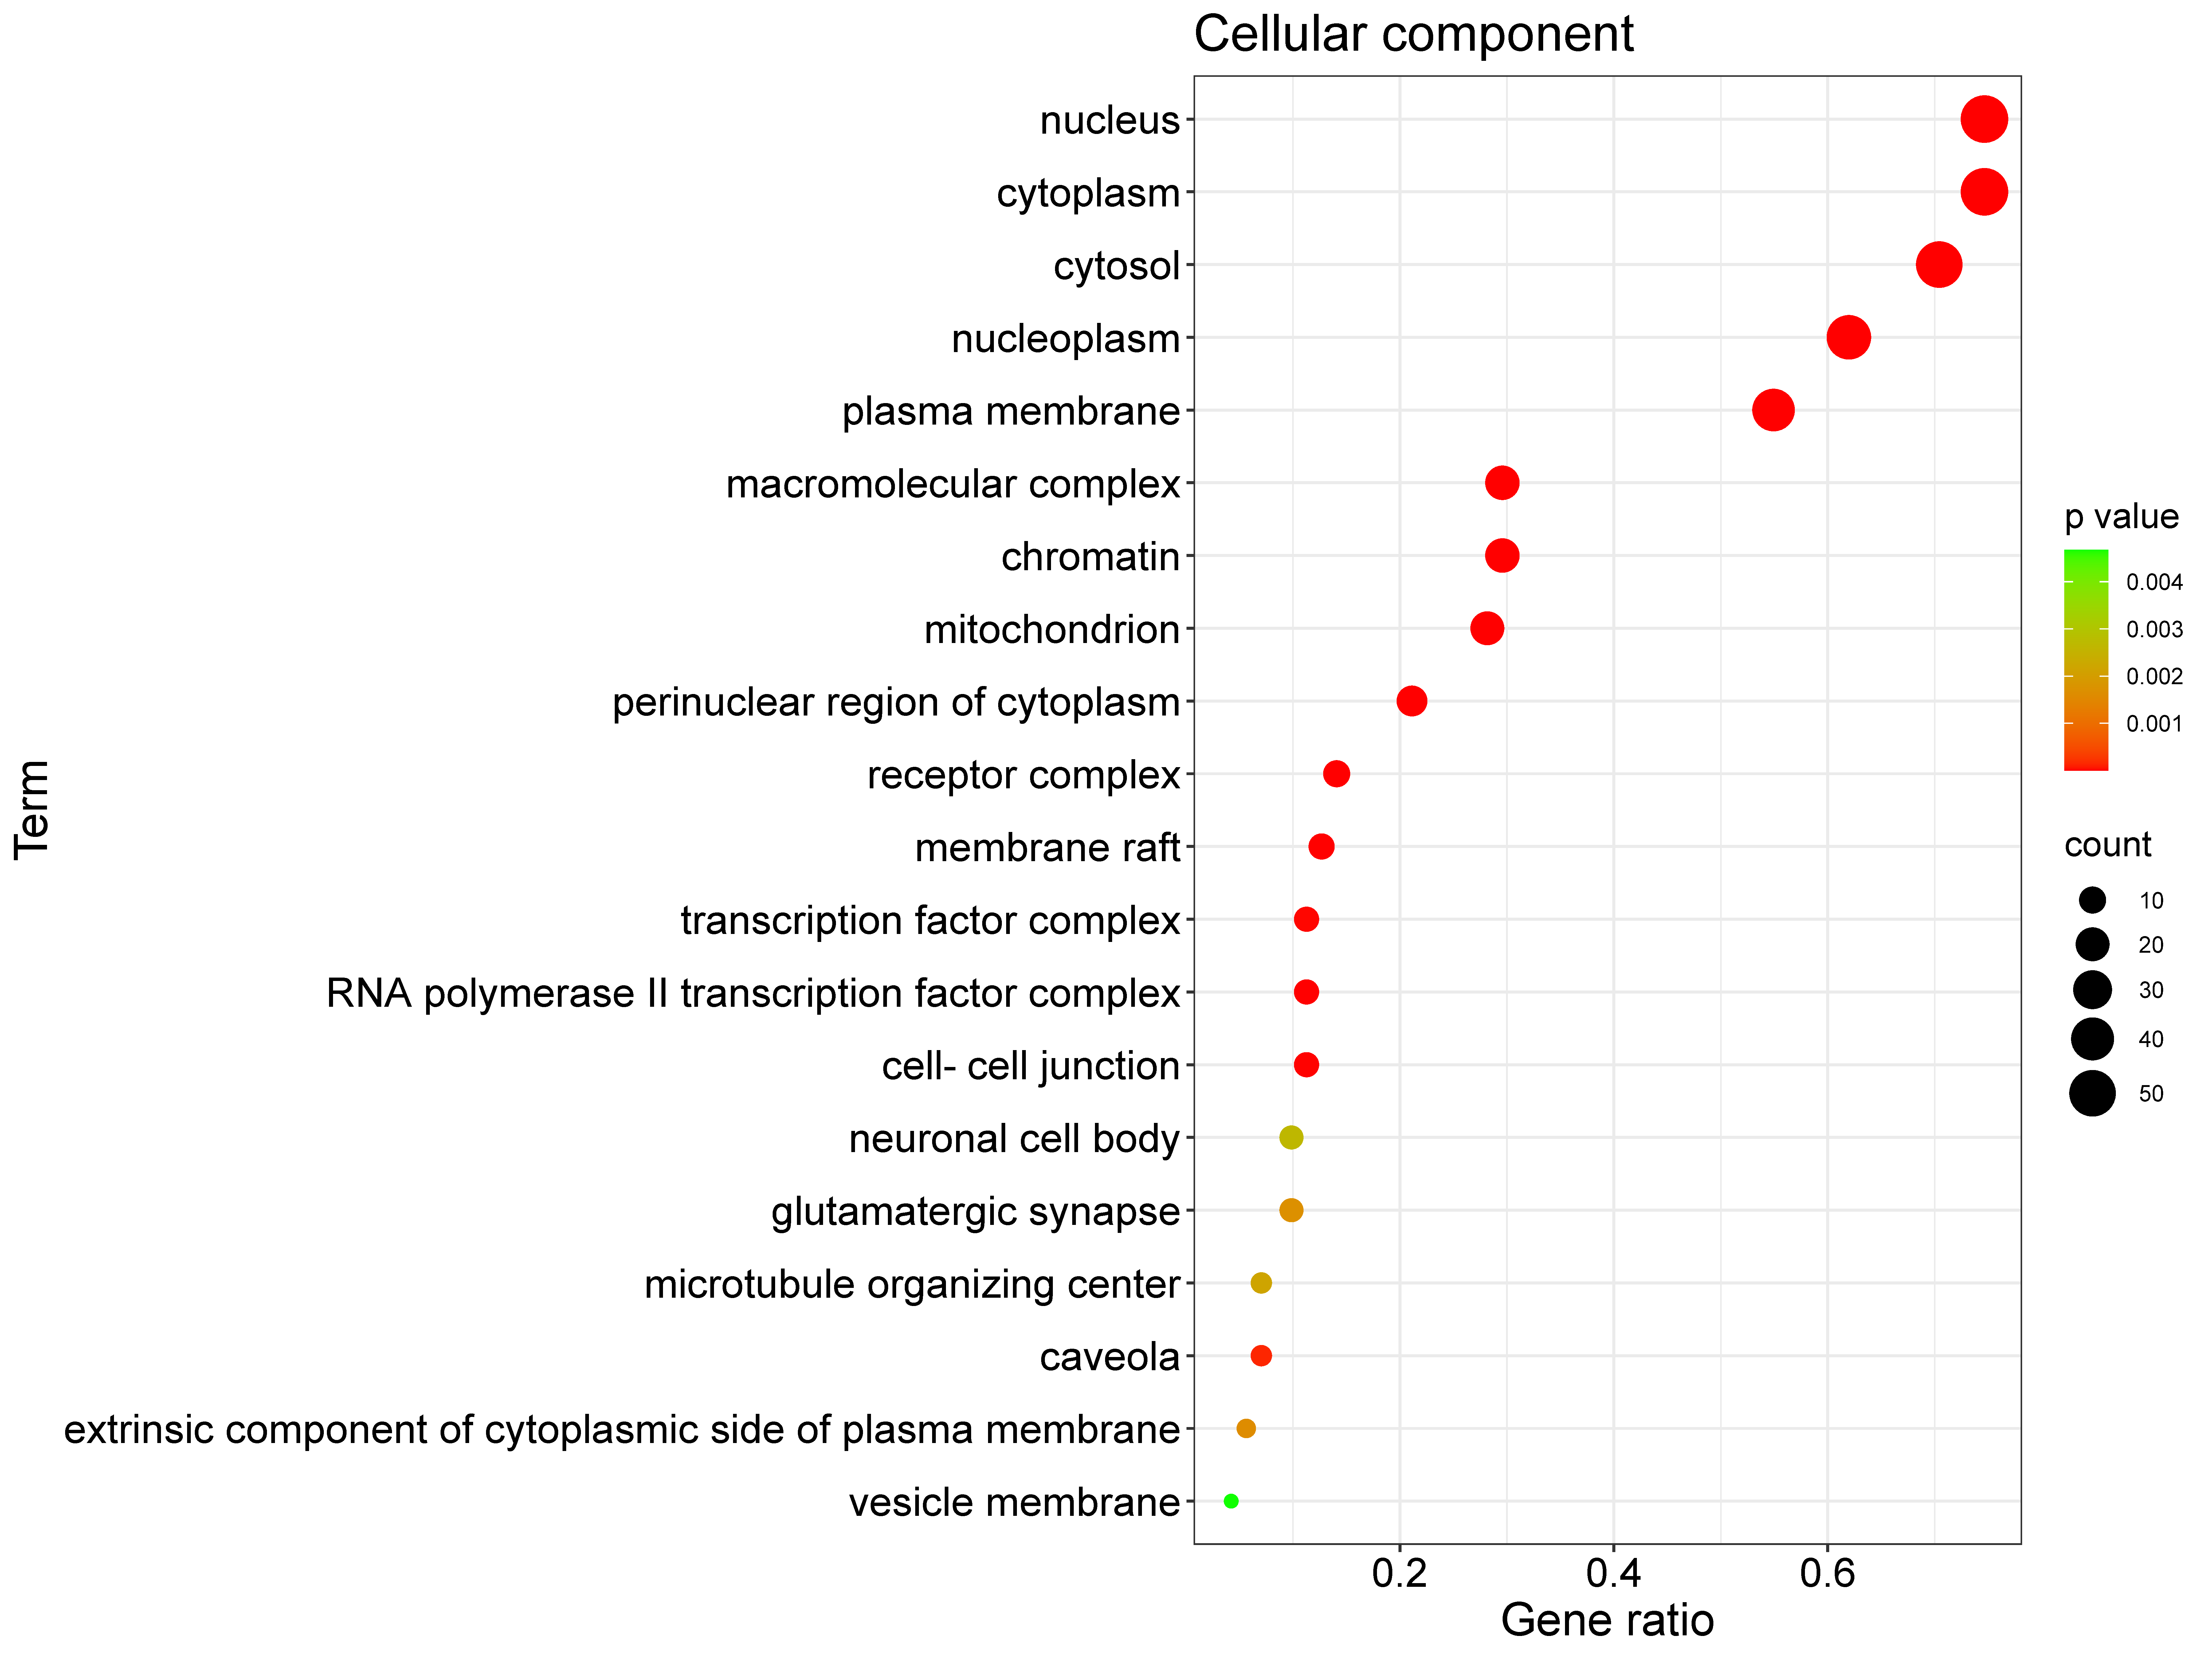 Cellular component
nucleus
cytoplasm
cytosol
nucleoplasm
plasma membrane
macromolecular complex
chromatin
mitochondrion
perinuclear region of cytoplasm
receptor complex
membrane raft
transcription factor complex
RNA polymerase II transcription factor complex
cell- cell junction
neuronal cell body
glutamatergic synapse
microtubule organizing center
caveola
extrinsic component of cytoplasmic side of plasma membrane
vesicle membrane
Term
0.2 0.4 0.6
Gene ratio
p value
0.004
0.003
0.002
0.001
count
10
20
30
40
50